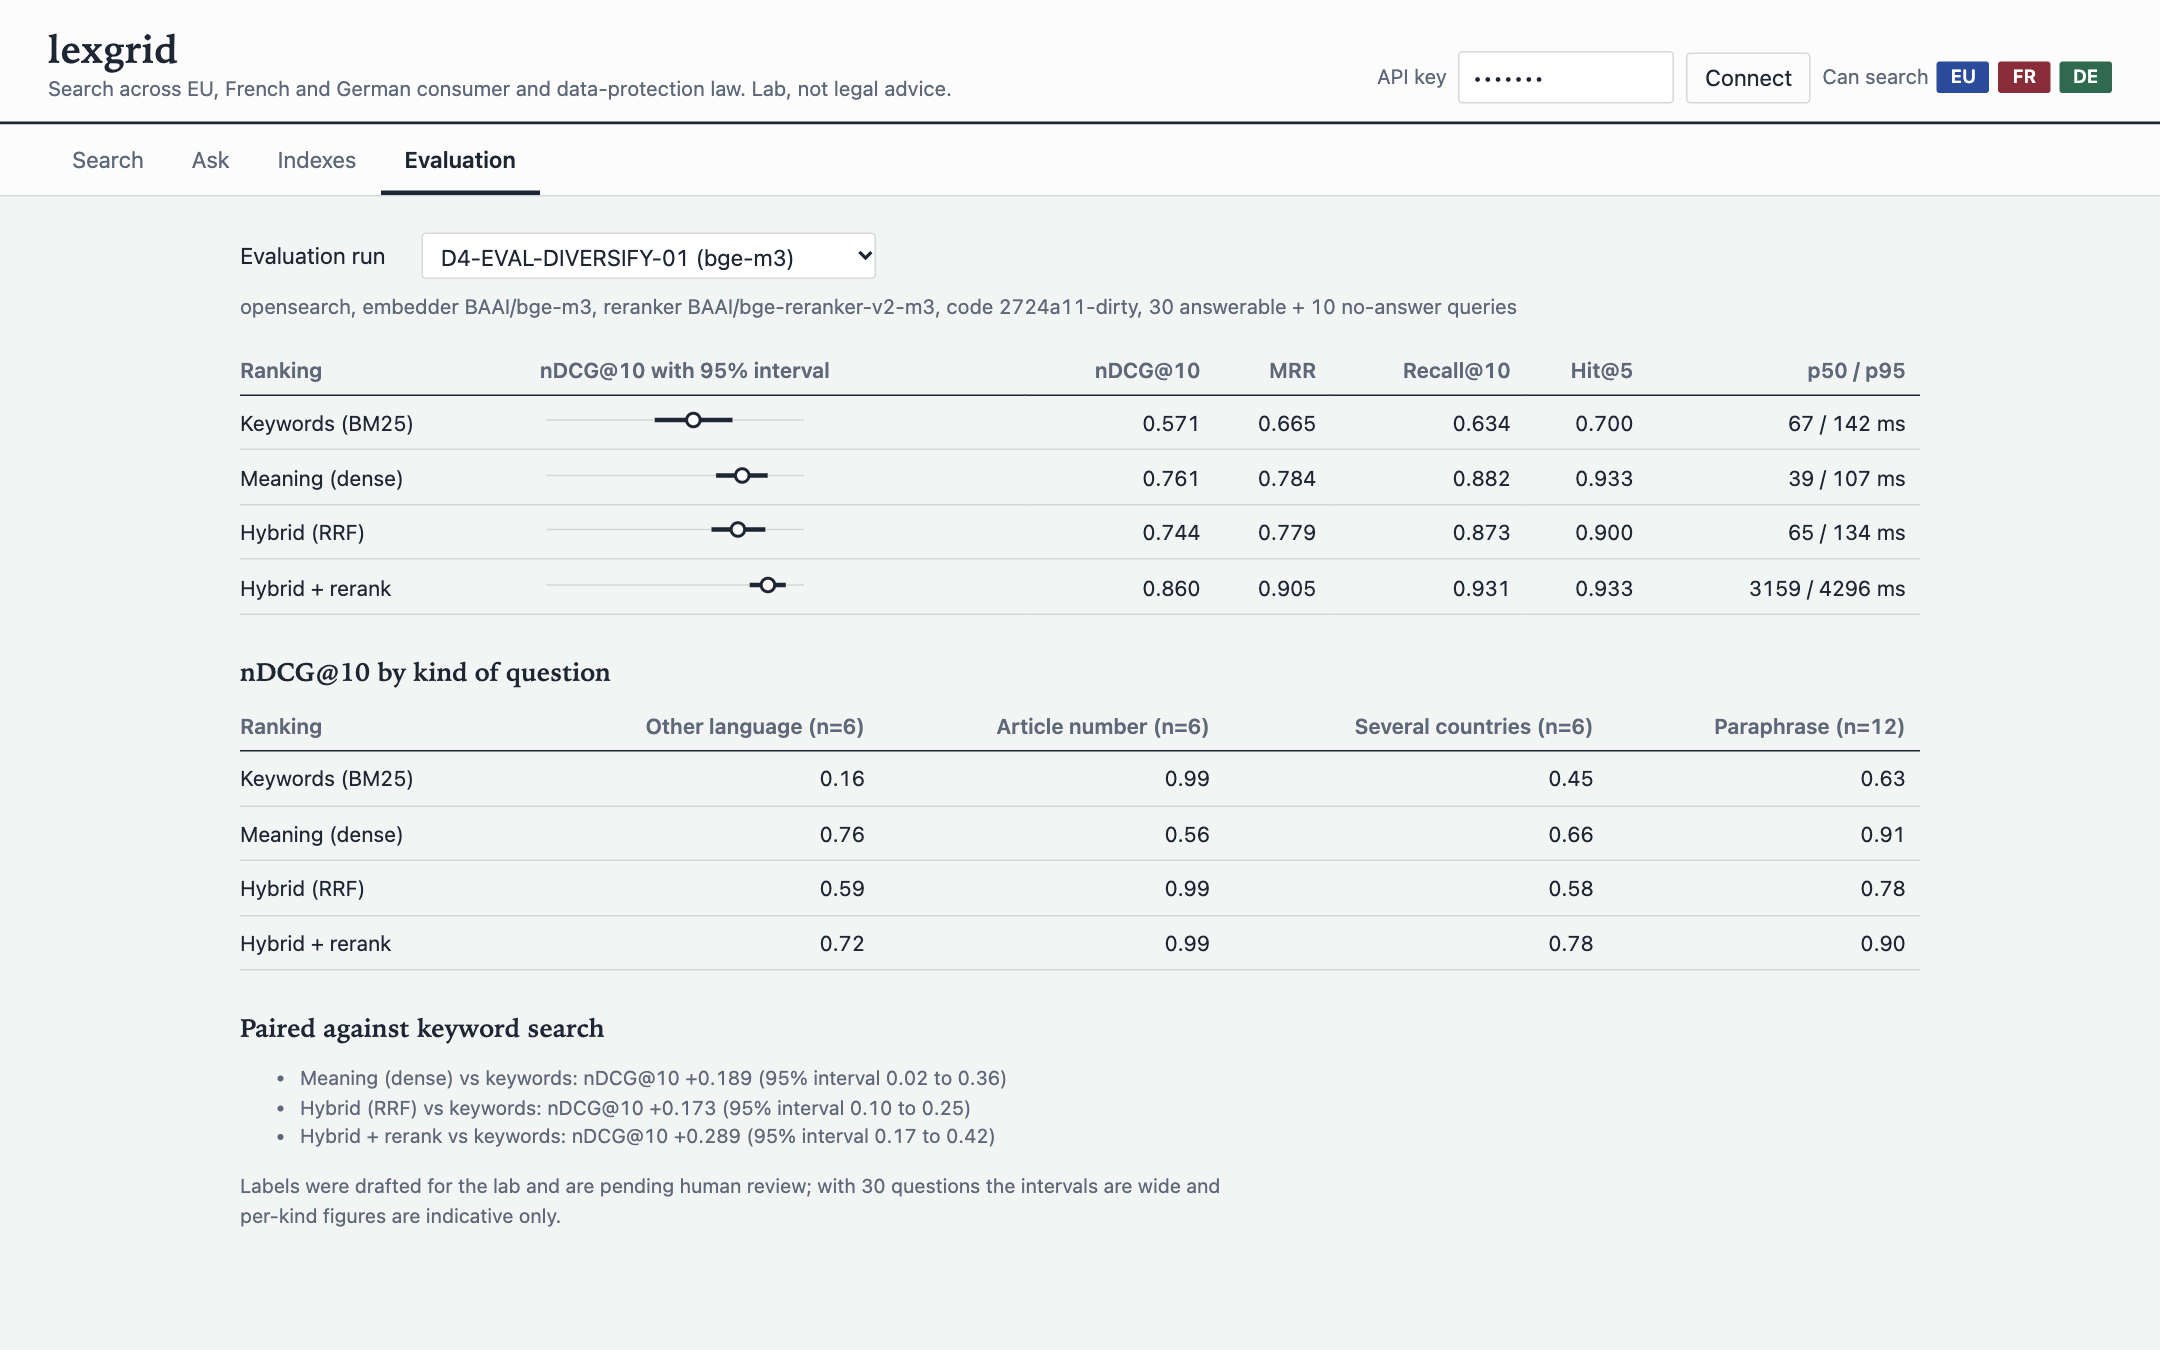 lexgrid
Search across EU, French and German consumer and data-protection law. Lab, not legal advice.
API key ••••••• Connect Can search EU FR DE
Search Ask Indexes Evaluation
Evaluation run D4-EVAL-DIVERSIFY-01 (bge-m3)
opensearch, embedder BAAI/bge-m3, reranker BAAI/bge-reranker-v2-m3, code 2724a11-dirty, 30 answerable + 10 no-answer queries
Ranking nDCG@10 with 95% interval nDCG@10 MRR Recall@10 Hit@5 p50 / p95
Keywords (BM25) 0.571 0.665 0.634 0.700 67 / 142 ms
Meaning (dense) 0.761 0.784 0.882 0.933 39 / 107 ms
Hybrid (RRF) 0.744 0.779 0.873 0.900 65 / 134 ms
Hybrid + rerank 0.860 0.905 0.931 0.933 3159 / 4296 ms
nDCG@10 by kind of question
Ranking Other language (n=6) Article number (n=6) Several countries (n=6) Paraphrase (n=12)
Keywords (BM25) 0.16 0.99 0.45 0.63
Meaning (dense) 0.76 0.56 0.66 0.91
Hybrid (RRF) 0.59 0.99 0.58 0.78
Hybrid + rerank 0.72 0.99 0.78 0.90
Paired against keyword search
• Meaning (dense) vs keywords: nDCG@10 +0.189 (95% interval 0.02 to 0.36)
• Hybrid (RRF) vs keywords: nDCG@10 +0.173 (95% interval 0.10 to 0.25)
• Hybrid + rerank vs keywords: nDCG@10 +0.289 (95% interval 0.17 to 0.42)
Labels were drafted for the lab and are pending human review; with 30 questions the intervals are wide and
per-kind figures are indicative only.